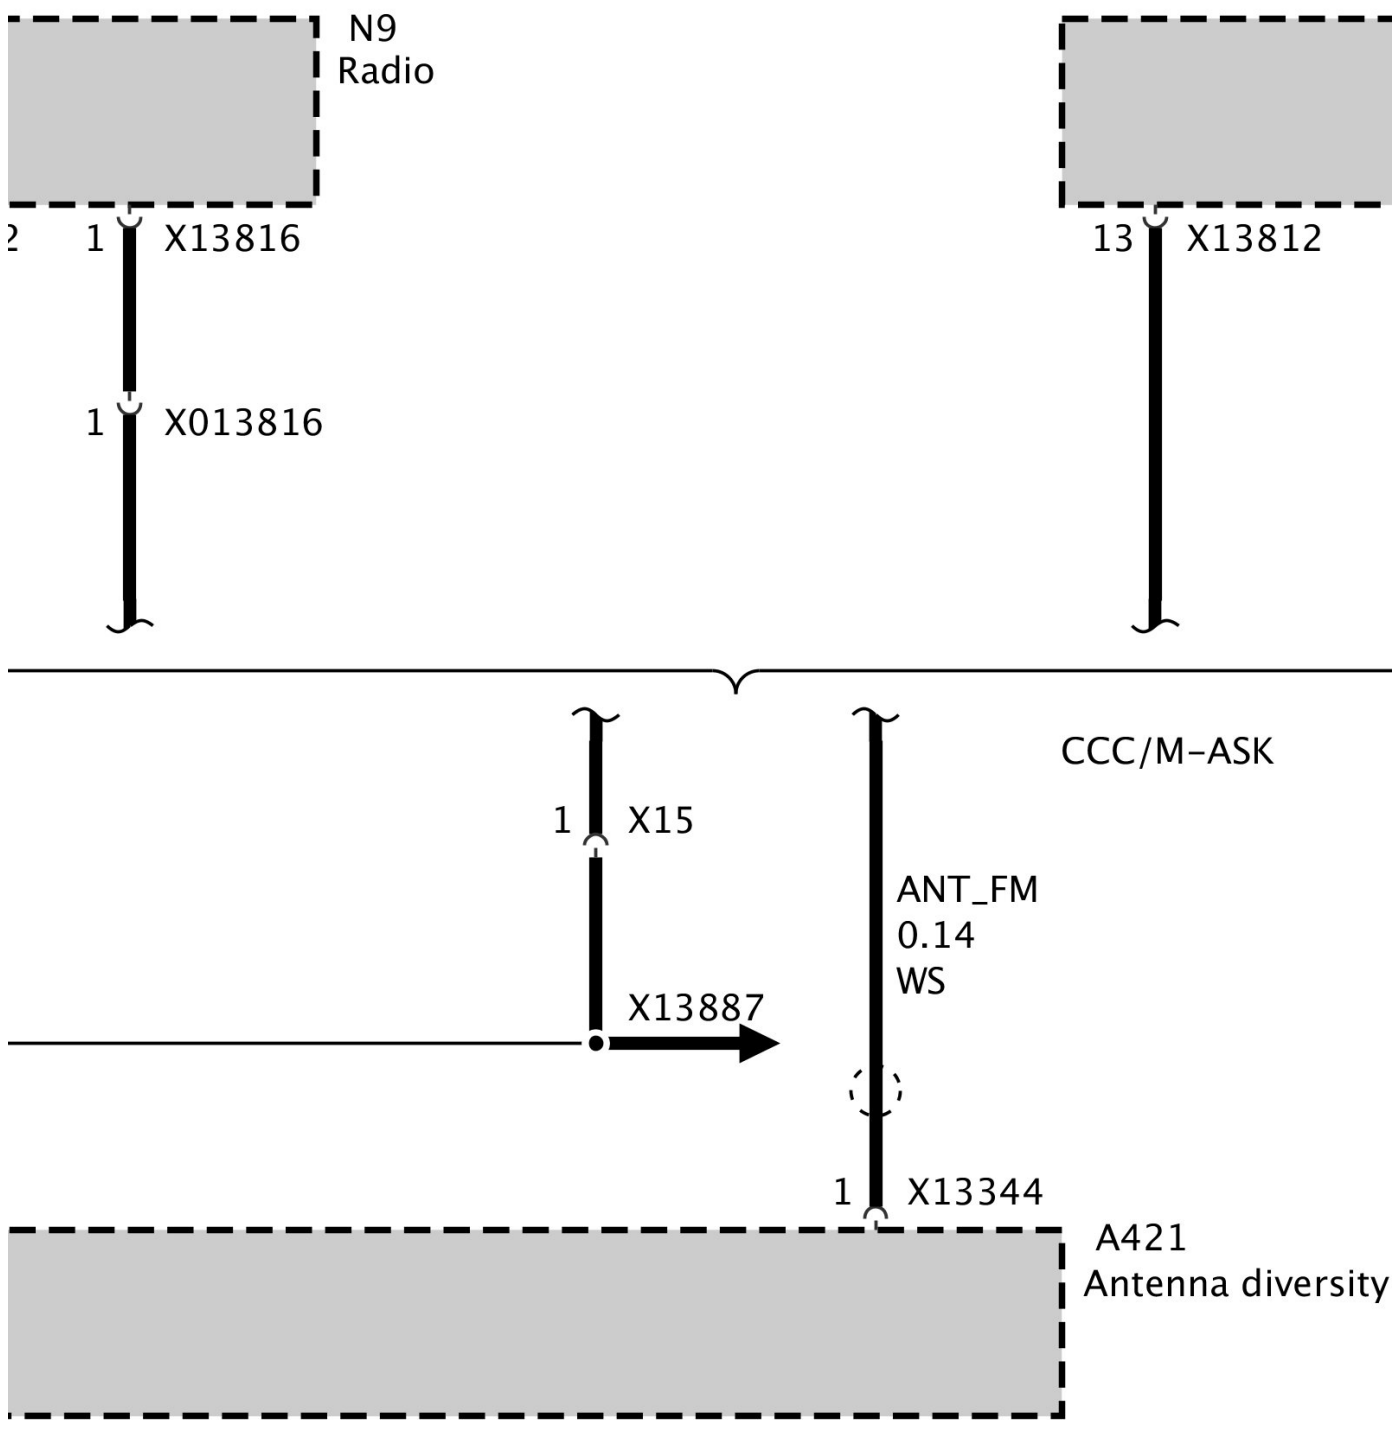 N9
Radio
2
1
X13816
13
X13812
1
X013816
CCC/M-ASK
1
X15
ANT_FM
0.14
WS
X13887
1
X13344
A421
Antenna diversity